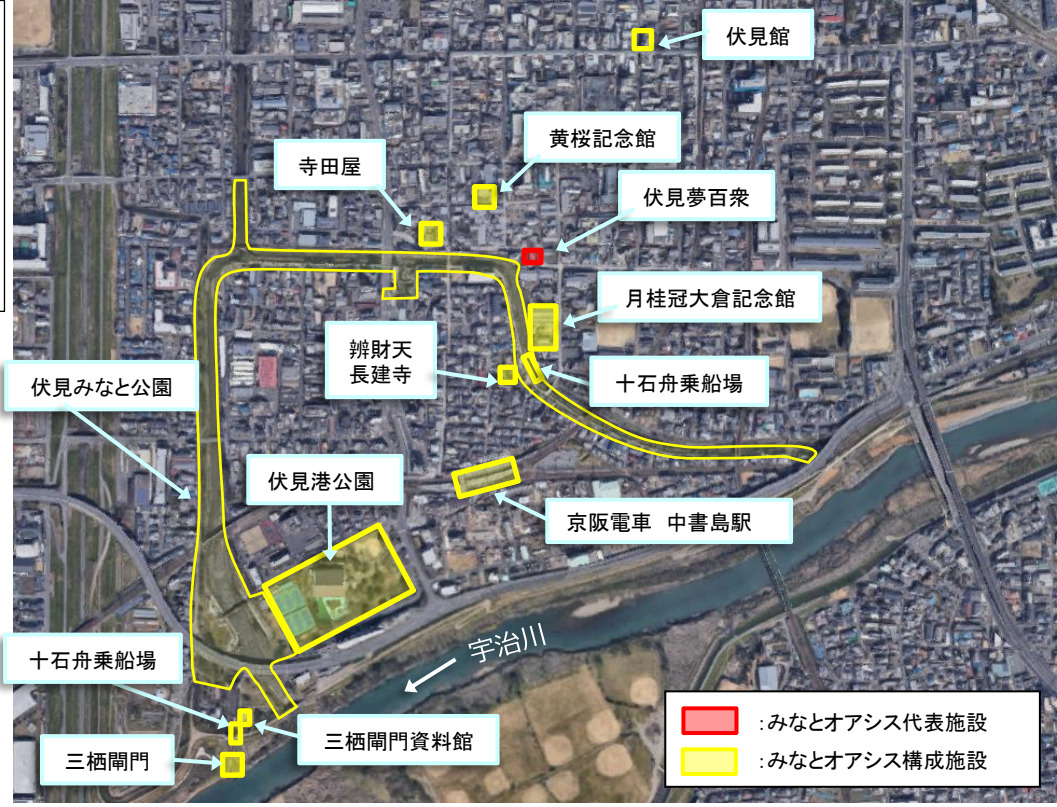 伏見館
黄桜記念館
寺田屋
伏見夢百衆
月桂冠大倉記念館
辨財天
長建寺
十石舟乗船場
伏見みなと公園
伏見港公園
京阪電車　中書島駅
宇治川
十石舟乗船場
三栖閘門資料館
三栖閘門
：みなとオアシス代表施設
：みなとオアシス構成施設